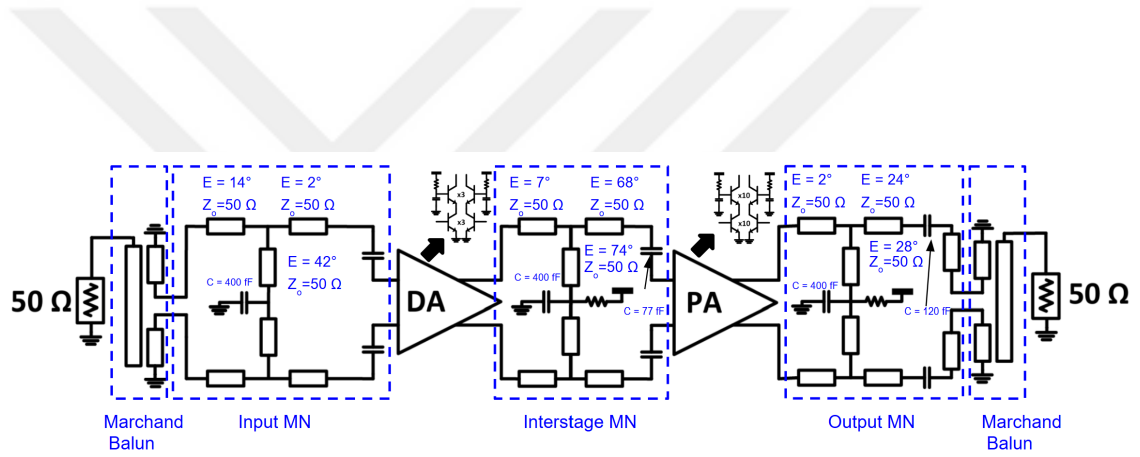 E = 14°
E = 2°
Zo=50 Ω
Zo=50 Ω
E = 42°
Zo=50 Ω
C = 400 fF
50 Ω
DA
x3
x3
E = 7°
E = 68°
Zo=50 Ω
Zo=50 Ω
E = 74°
Zo=50 Ω
C = 400 fF
C = 77 fF
PA
x10
x10
E = 2°
E = 24°
Zo=50 Ω
Zo=50 Ω
E = 28°
Zo=50 Ω
C = 400 fF
C = 120 fF
50 Ω
Marchand
Balun
Input MN
Interstage MN
Output MN
Marchand
Balun